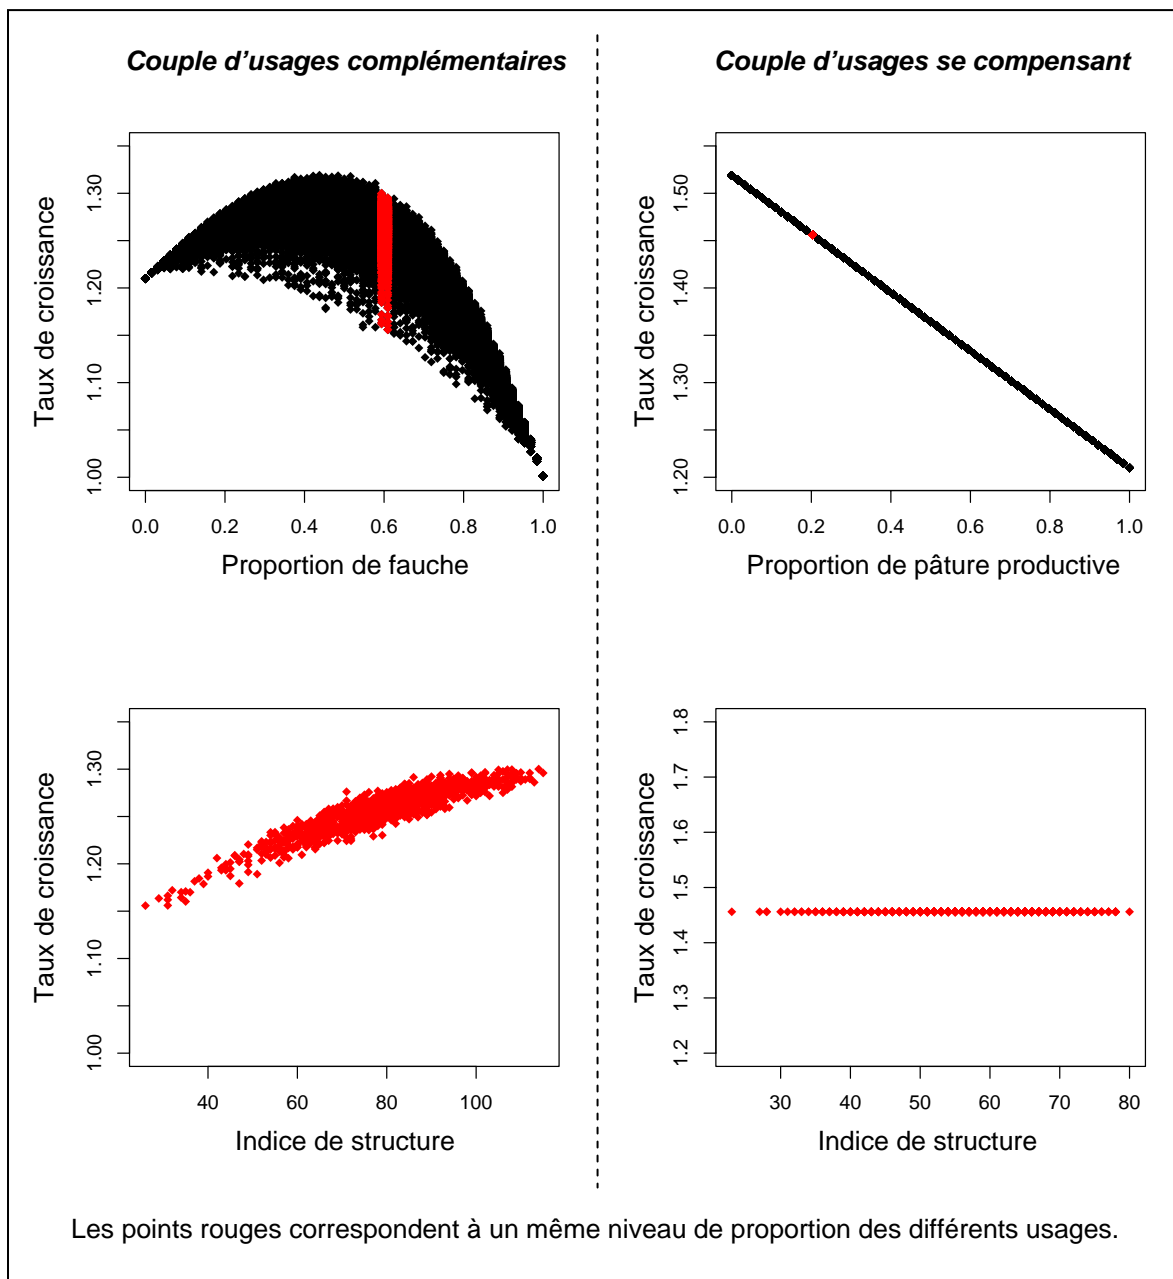 Couple d’usages complémentaires
Couple d’usages se compensant
Taux de croissance
1.00
1.10
1.20
1.30
0.0 0.2 0.4 0.6 0.8 1.0
Proportion de fauche
Taux de croissance
1.20
1.30
1.40
1.50
0.0 0.2 0.4 0.6 0.8 1.0
Proportion de pâture productive
Taux de croissance
1.00
1.10
1.20
1.30
40 60 80 100
Indice de structure
Taux de croissance
1.2
1.3
1.4
1.5
1.6
1.7
1.8
30 40 50 60 70 80
Indice de structure
Les points rouges correspondent à un même niveau de proportion des différents usages.